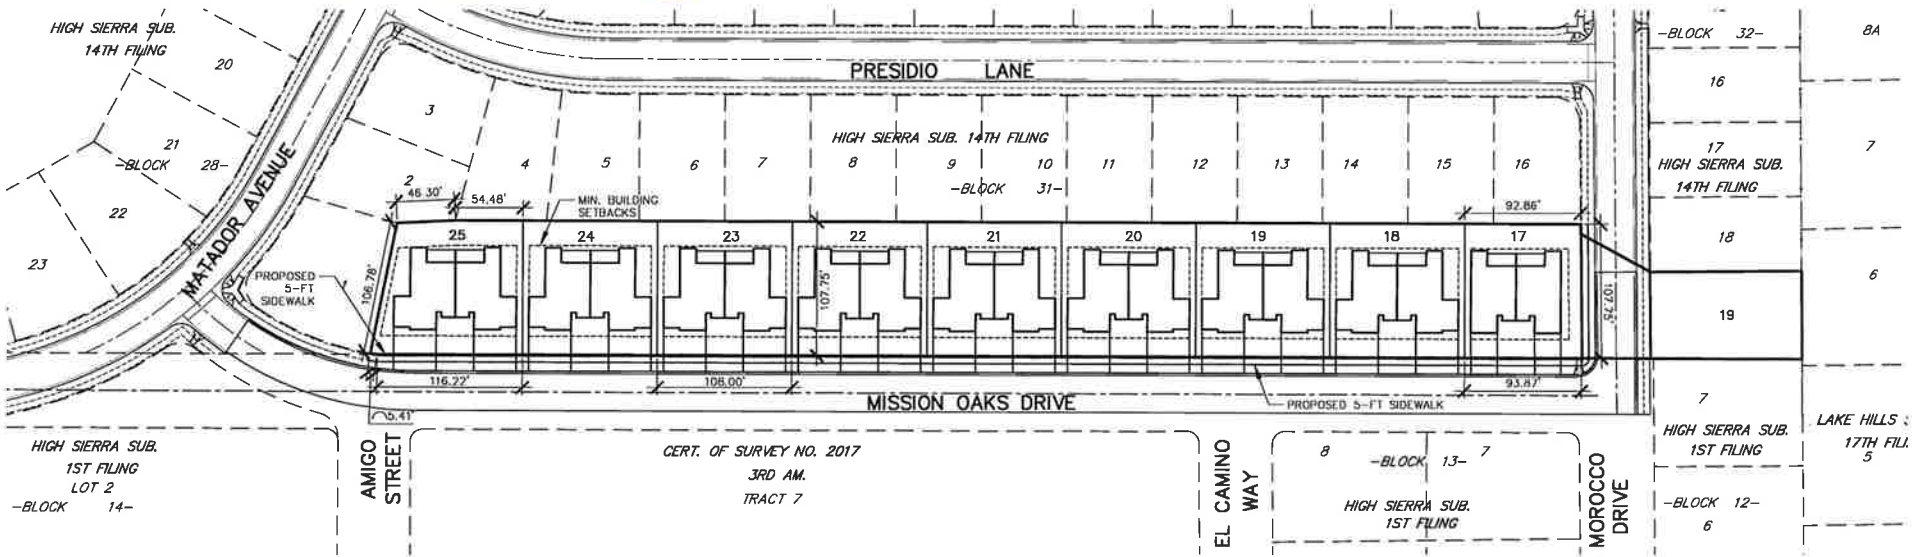 HIGH SIERRA SUB.
14TH FILING
20
21
-BLOCK 28-
22
23
MATADOR AVENUE
PRESIDIO LANE
3
2
4
5
6
7
8
9
10
11
12
13
14
15
16
HIGH SIERRA SUB. 14TH FILING
-BLOCK 31-
-BLOCK 32-
16
17
HIGH SIERRA SUB.
14TH FILING
18
19
8A
7
6
46.30'
54.48'
MIN. BUILDING
SETBACKS
92.86'
25
24
23
22
21
20
19
18
17
PROPOSED
5-FT
SIDEWALK
1
106.78'
107.75'
107.75'
116.22'
108.00'
93.87'
5.41'
MISSION OAKS DRIVE
PROPOSED 5-FT SIDEWALK
HIGH SIERRA SUB.
1ST FILING
LOT 2
-BLOCK 14-
AMIGO
STREET
CERT. OF SURVEY NO. 2017
3RD AM.
TRACT 7
EL CAMINO
WAY
8
7
-BLOCK 13-
HIGH SIERRA SUB.
1ST FILING
MOROCCO
DRIVE
7
HIGH SIERRA SUB.
1ST FILING
-BLOCK 12-
6
LAKE HILLS
17TH
5